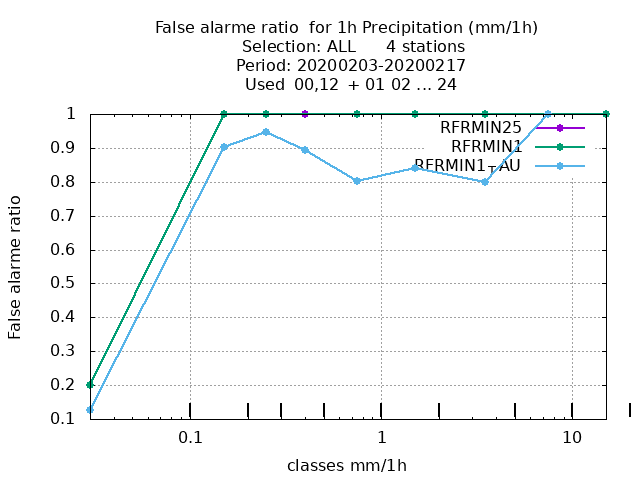 False alarme ratio  for 1h Precipitation (mm/1h)
Selection: ALL      4 stations
Period: 20200203-20200217
Used  00,12  + 01 02 ... 24
RFRMIN25
RFRMIN1
RFRMIN1+AU
1
0.9
0.8
0.7
0.6
0.5
0.4
0.3
0.2
0.1
False alarme ratio
0.1
1
10
classes mm/1h